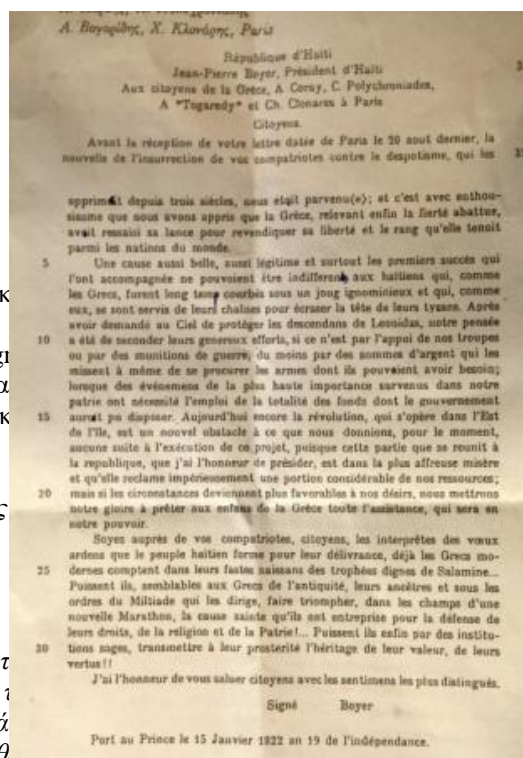 Α. Βαγαρίδης, Χ. Κλονάρης, Paris
République d'Haïti
Jean-Pierre Boyer, Président d'Haïti
Aux citoyens de la Grèce, A Coray, C. Polychroniades,
A "Togaredy" et Ch. Clonares à Paris
Citoyens.
Avant la réception de votre lettre datée de Paris le 20 aout dernier, la
nouvelle de l'insurrection de vos compatriotes contre le despotisme, qui les
opprimait depuis trois siècles, nous etait parvenu(e); et c'est avec enthou-
siasme que nous avons appris que la Grèce, relevant enfin la fierté abattue,
avait ressaisi sa lance pour revendiquer sa liberté et le rang qu'elle tenoit
parmi les nations du monde.
5 Une cause aussi belle, aussi légitime et surtout les premiers succès qui
l'ont accompagnée ne pouvoient être indifferents aux haïtiens qui, comme
les Grecs, furent long temps courbés sous un joug ignominieux et qui, comme
eux, se sont servis de leurs chaînes pour écraser la tête de leurs tyrans. Après
avoir demandé au Ciel de protéger les descendans de Leonidas, notre pensée
10 a été de seconder leurs genereux efforts, si ce n'est par l'appoi de nos troupes
ou par des munitions de guerre, du moins par des sommes d'argent qui les
missent à même de se procurer les armes dont ils pouvoient avoir besoin;
lorsque des événemens de la plus haute importance survenus dans notre
patrie ont nécessité l'emploi de la totalité des fonds dont le gouvernement
15 auroit pu disposer. Aujourd'hui encore la révolution, qui s'opère dans l'Est
de l'île, est un nouvel obstacle à ce que nous donnions, pour le moment,
aucune suite à l'exécution de ce projet, puisque cette partie que se reunit à
la republique, que j'ai l'honneur de présider, est dans la plus affreuse misère
et qu'elle reclame impérieusement une portion considérable de nos ressources;
20 mais si les circonstances deviennent plus favorables à nos désirs, nous mettrons
notre gloire à prêter aux enfans de la Grèce toute l'assistance, qui sera en
notre pouvoir.
Soyez auprès de vos compatriotes, citoyens, les interprètes des vœux
ardens que le peuple haïtien forme pour leur délivrance, déjà les Grecs mo-
25 dernes comptent dans leurs fastes naissans des trophées dignes de Salamine...
Puissent ils, semblables aux Grecs de l'antiquité, leurs ancêtres et sous les
ordres du Miltiade qui les dirige, faire triompher, dans les champs d'une
nouvelle Marathon, la cause sainte qu'ils ont entreprise pour la défense de
leurs droits, de la religion et de la Patrie!... Puissent ils enfin par des institu-
30 tions sages, transmettre à leur prosterité l'héritage de leur valeur, de leurs
vertus!!
J'ai l'honneur de vous saluer citoyens avec les sentimens les plus distingués.
Signé Boyer
Port au Prince le 15 Janvier 1822 an 19 de l'indépendance.